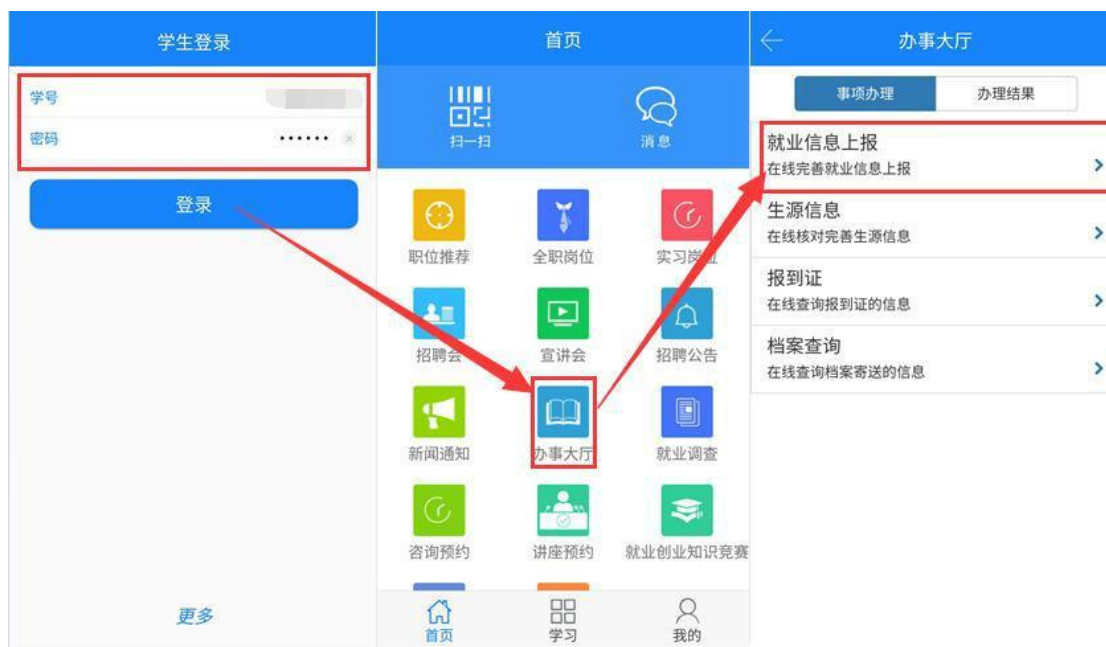 学生登录
学号
密码
登录
更多
首页
扫一扫
消息
职位推荐
全职岗位
实习岗位
招聘会
宣讲会
招聘公告
新闻通知
办事大厅
就业调查
咨询预约
讲座预约
就业创业知识竞赛
首页
学习
我的
办事大厅
事项办理
办理结果
就业信息上报
在线完善就业信息上报
生源信息
在线核对完善生源信息
报到证
在线查询报到证的信息
档案查询
在线查询档案寄送的信息